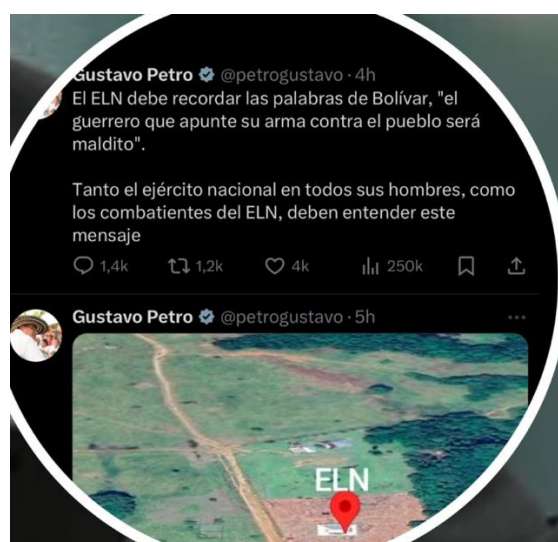 Gustavo Petro @petrogustavo · 4h
El ELN debe recordar las palabras de Bolívar, "el
guerrero que apunte su arma contra el pueblo será
maldito".
Tanto el ejército nacional en todos sus hombres, como
los combatientes del ELN, deben entender este
mensaje
1,4k 1,2k 4k 250k
Gustavo Petro @petrogustavo · 5h
ELN